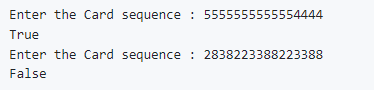 Enter the Card sequence : 5555555555554444
True
Enter the Card sequence : 2838223388223388
False